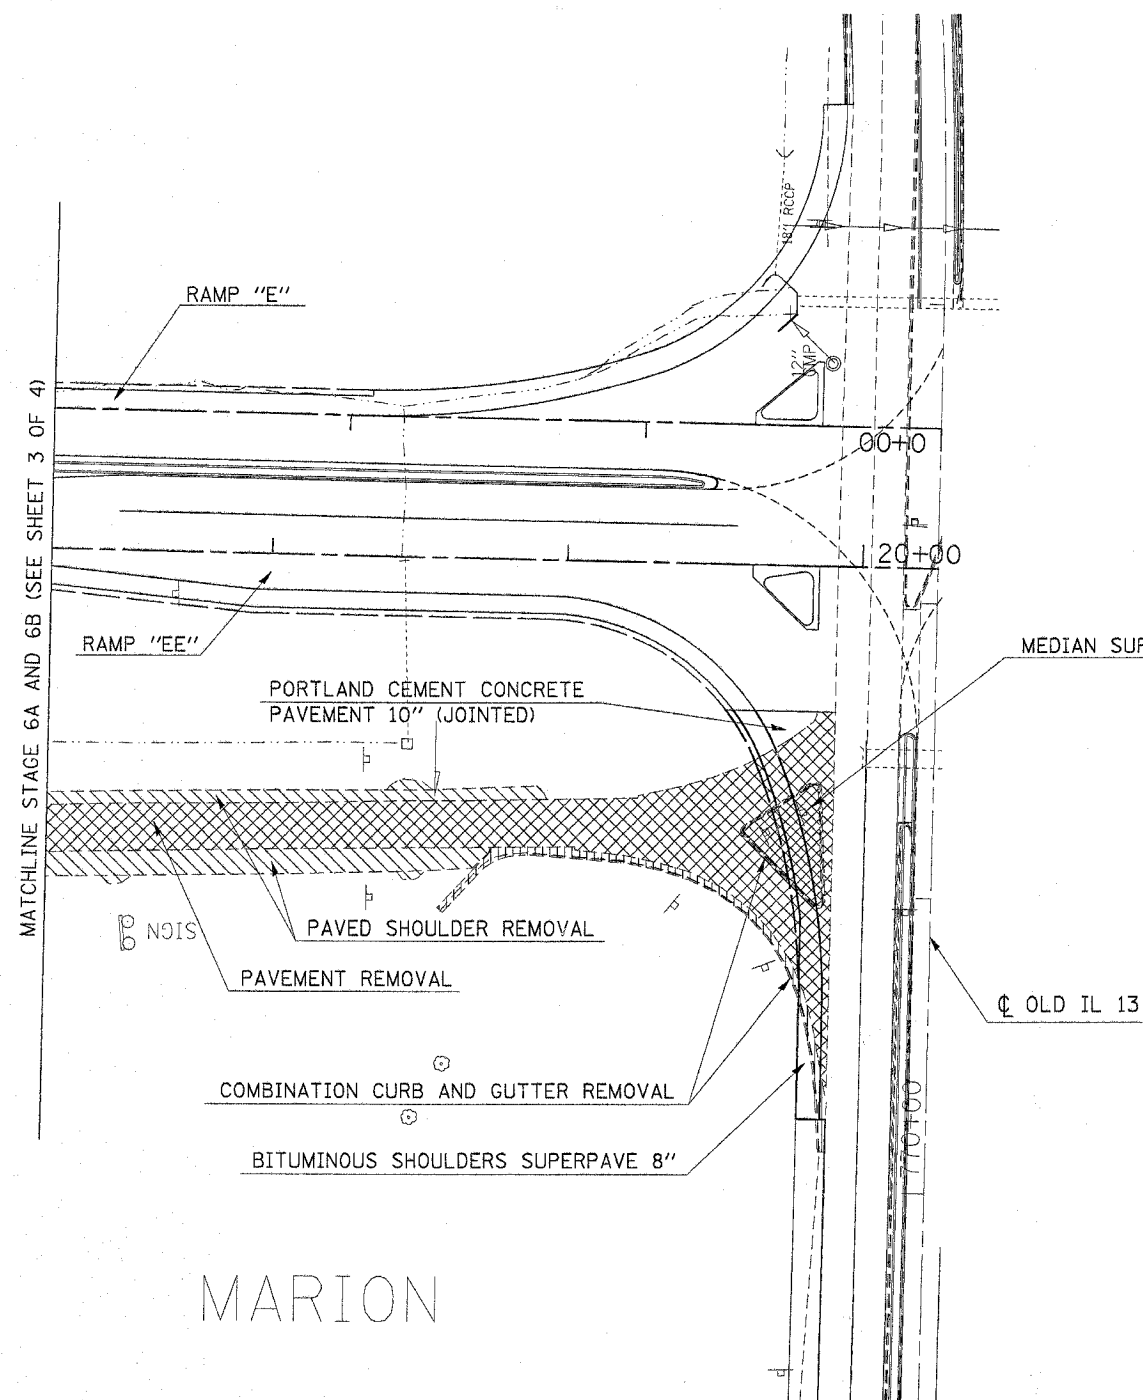 18" RCCP
RAMP "E"
12"
00+0
MATCHLINE STAGE 6A AND 6B (SEE SHEET 3 OF 4)
20+00
RAMP "EE"
MEDIAN SUR
PORTLAND CEMENT CONCRETE
PAVEMENT 10" (JOINTED)
SIGN
PAVED SHOULDER REMOVAL
PAVEMENT REMOVAL
℄ OLD IL 13
COMBINATION CURB AND GUTTER REMOVAL
BITUMINOUS SHOULDERS SUPERPAVE 8"
MARION